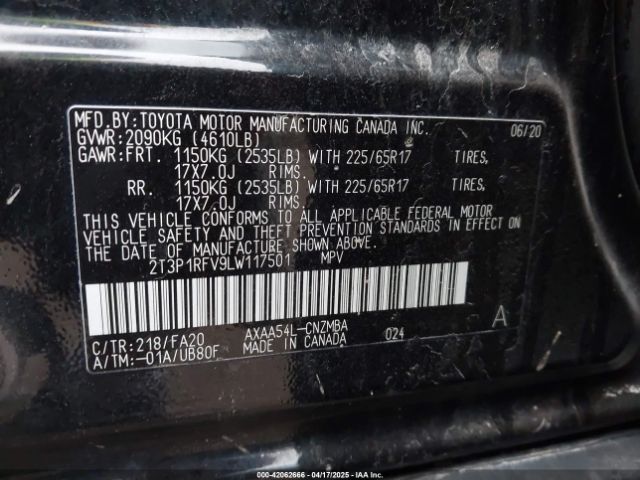 MFD.BY:TOYOTA MOTOR MANUFACTURING CANADA INC. 06/20
GVWR:2090KG (4610LB)
GAWR:FRT. 1150KG (2535LB) WITH 225/65R17 TIRES,
17X7.0J RIMS.
RR. 1150KG (2535LB) WITH 225/65R17 TIRES,
17X7.0J RIMS.
THIS VEHICLE CONFORMS TO ALL APPLICABLE FEDERAL MOTOR
VEHICLE SAFETY AND THEFT PREVENTION STANDARDS IN EFFECT ON
THE DATE OF MANUFACTURE SHOWN ABOVE.
2T3P1RFV9LW117501 MPV
C/TR:218/FA20 AXAA54L-CNZMBA 024 A
A/TM:-01A/UB80F MADE IN CANADA
IAA-42062666 - 04/17/2025 - IAAI.COM